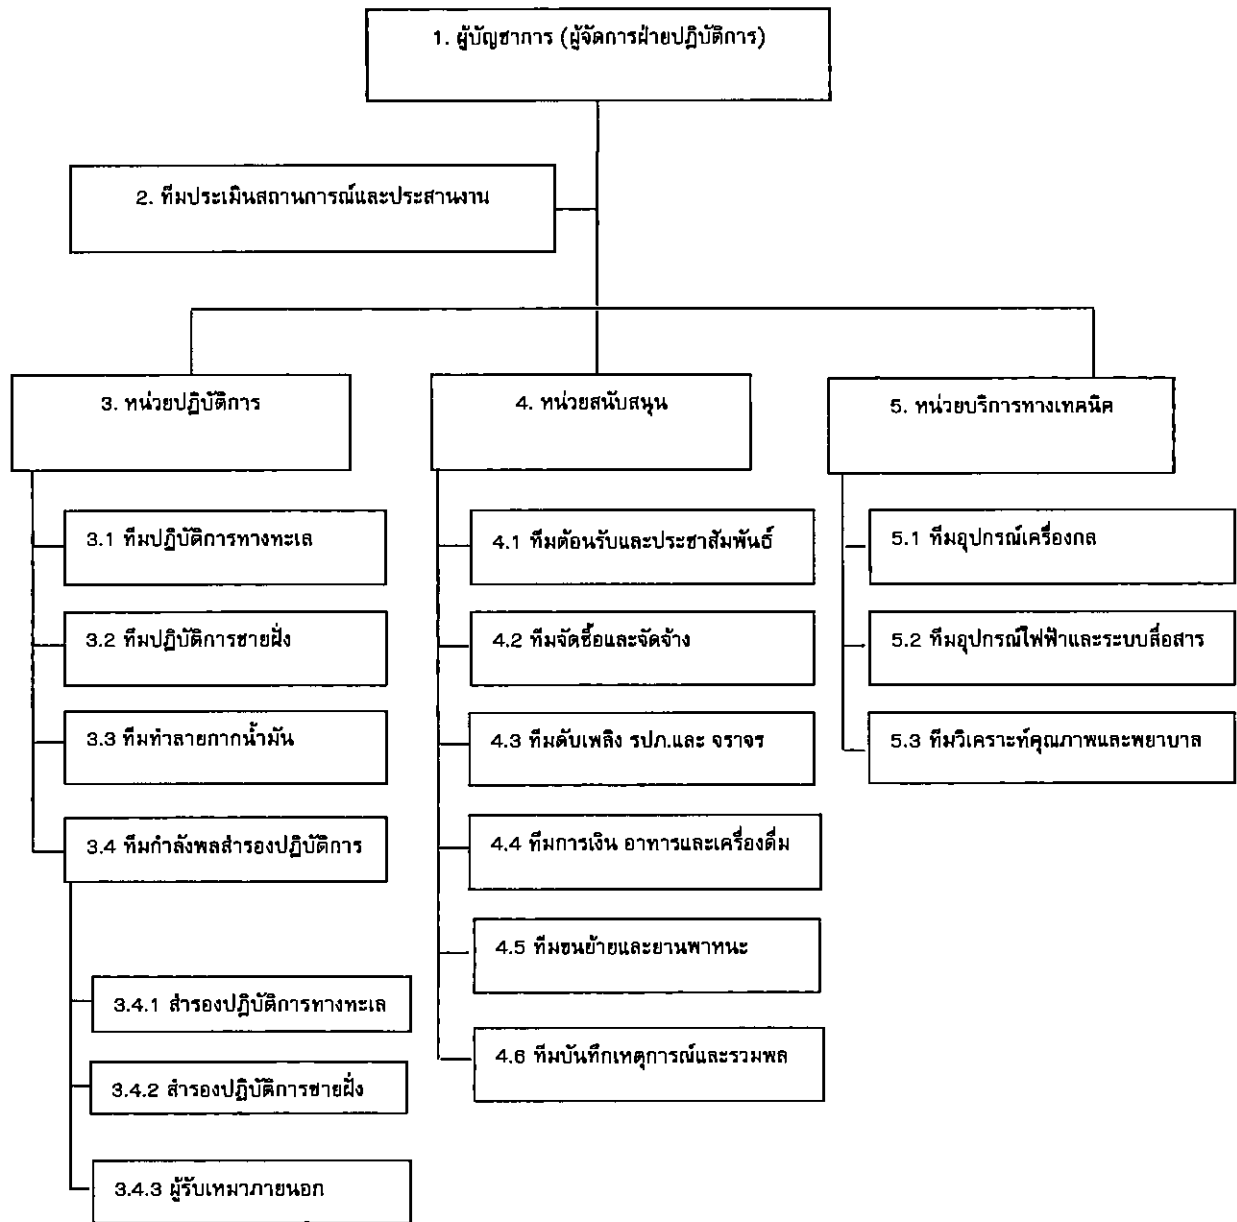 1. ผู้บัญชาการ (ผู้จัดการฝ่ายปฏิบัติการ)
2. ทีมประเมินสถานการณ์และประสานงาน
3. หน่วยปฏิบัติการ
3.1 ทีมปฏิบัติการทางทะเล
3.2 ทีมปฏิบัติการชายฝั่ง
3.3 ทีมทำลายกากน้ำมัน
3.4 ทีมกำลังพลสำรองปฏิบัติการ
3.4.1 สำรองปฏิบัติการทางทะเล
3.4.2 สำรองปฏิบัติการชายฝั่ง
3.4.3 ผู้รับเหมาภายนอก
4. หน่วยสนับสนุน
4.1 ทีมต้อนรับและประชาสัมพันธ์
4.2 ทีมจัดซื้อและจัดจ้าง
4.3 ทีมดับเพลิง รปภ.และ จราจร
4.4 ทีมการเงิน อาหารและเครื่องดื่ม
4.5 ทีมขนย้ายและยานพาหนะ
4.6 ทีมบันทึกเหตุการณ์และรวมพล
5. หน่วยบริการทางเทคนิค
5.1 ทีมอุปกรณ์เครื่องกล
5.2 ทีมอุปกรณ์ไฟฟ้าและระบบสื่อสาร
5.3 ทีมวิเคราะห์คุณภาพและพยาบาล